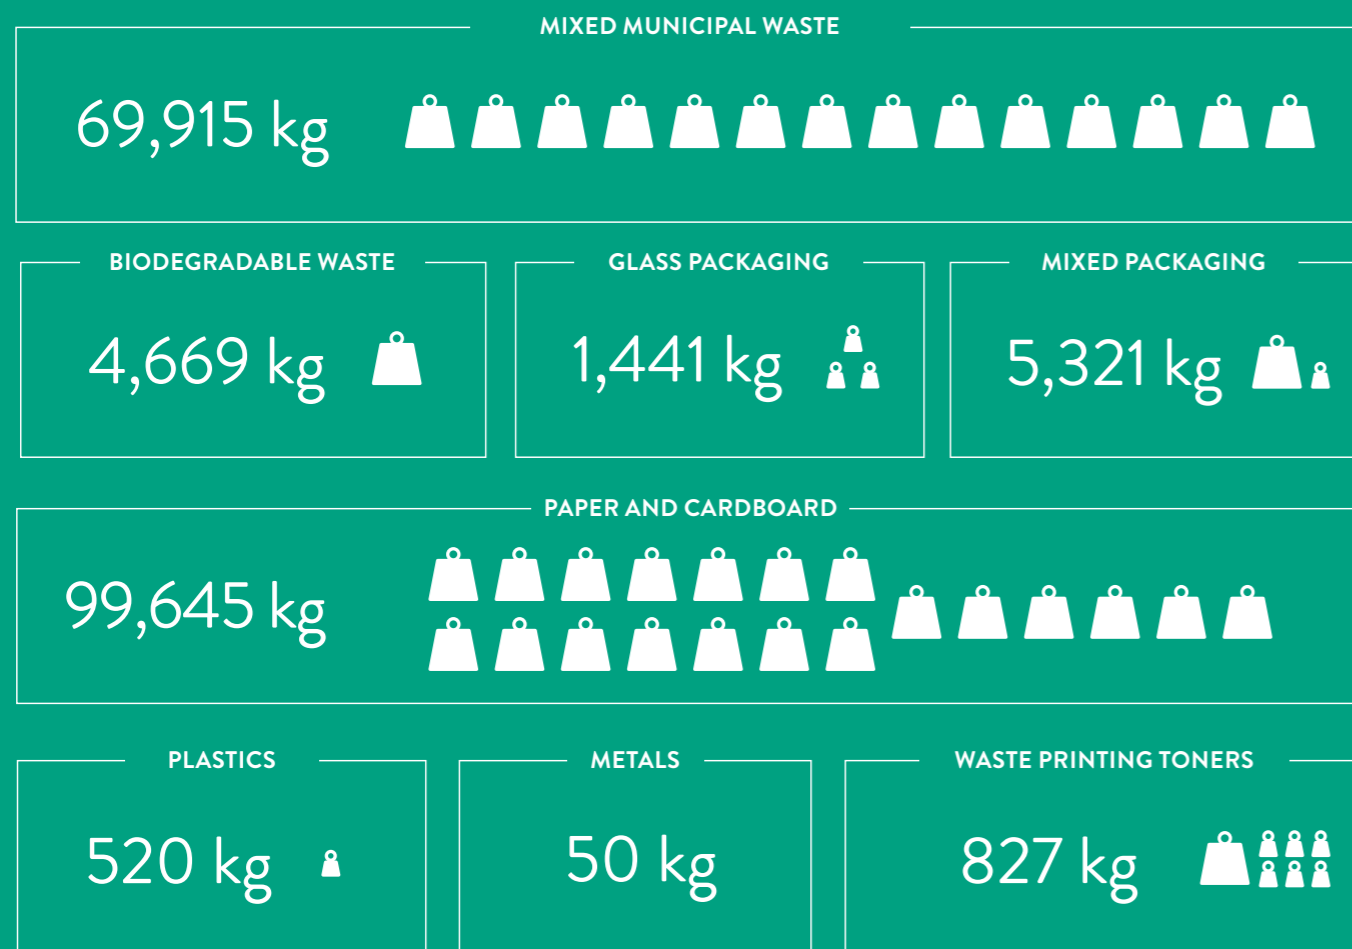 MIXED MUNICIPAL WASTE
69,915 kg
BIODEGRADABLE WASTE
4,669 kg
GLASS PACKAGING
1,441 kg
MIXED PACKAGING
5,321 kg
PAPER AND CARDBOARD
99,645 kg
PLASTICS
520 kg
METALS
50 kg
WASTE PRINTING TONERS
827 kg